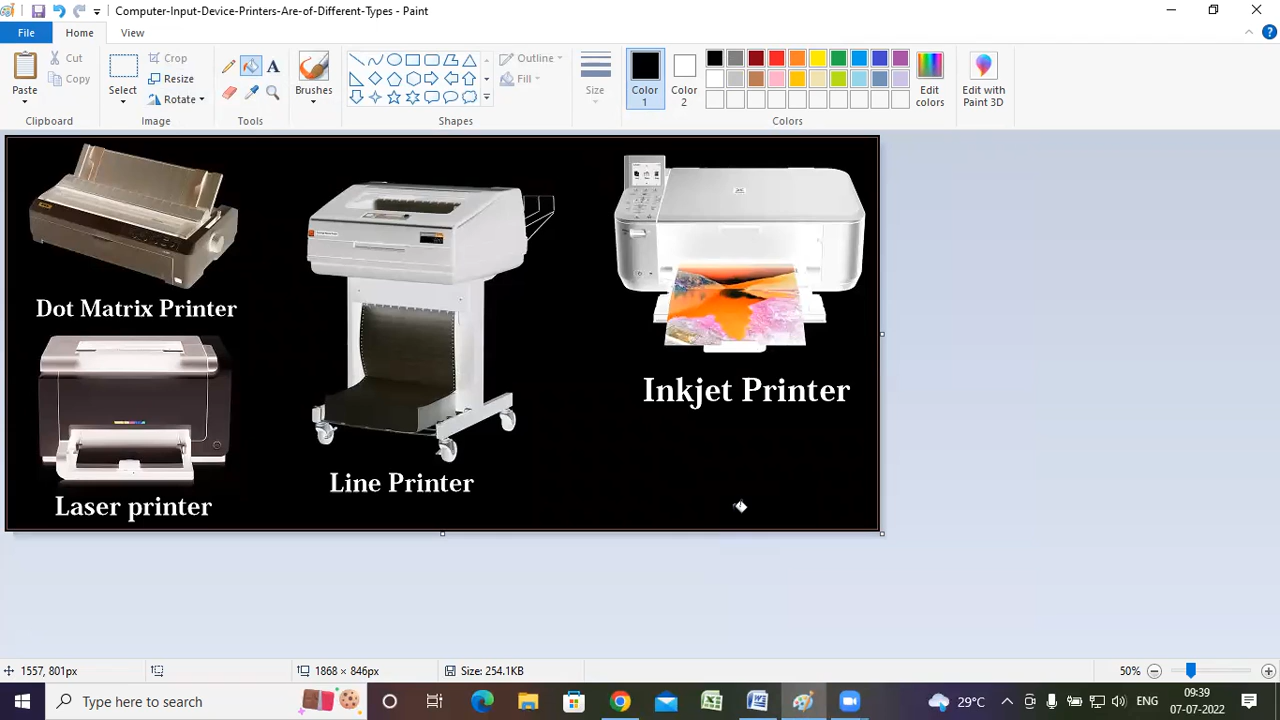 Computer-Input-Device-Printers-Are-of-Different-Types - Paint
File
Home
View
Paste
Cut
Copy
Clipboard
Select
Crop
Resize
Rotate
Image
A
Tools
Brushes
Outline
Fill
Shapes
Size
Color 1
Color 2
Edit colors
Colors
Edit with Paint 3D
Dot Matrix Printer
Laser printer
Line Printer
Inkjet Printer
1557, 801px
1868 × 846px
Size: 254.1KB
50%
Type here to search
29°C
ENG
09:39
07-07-2022